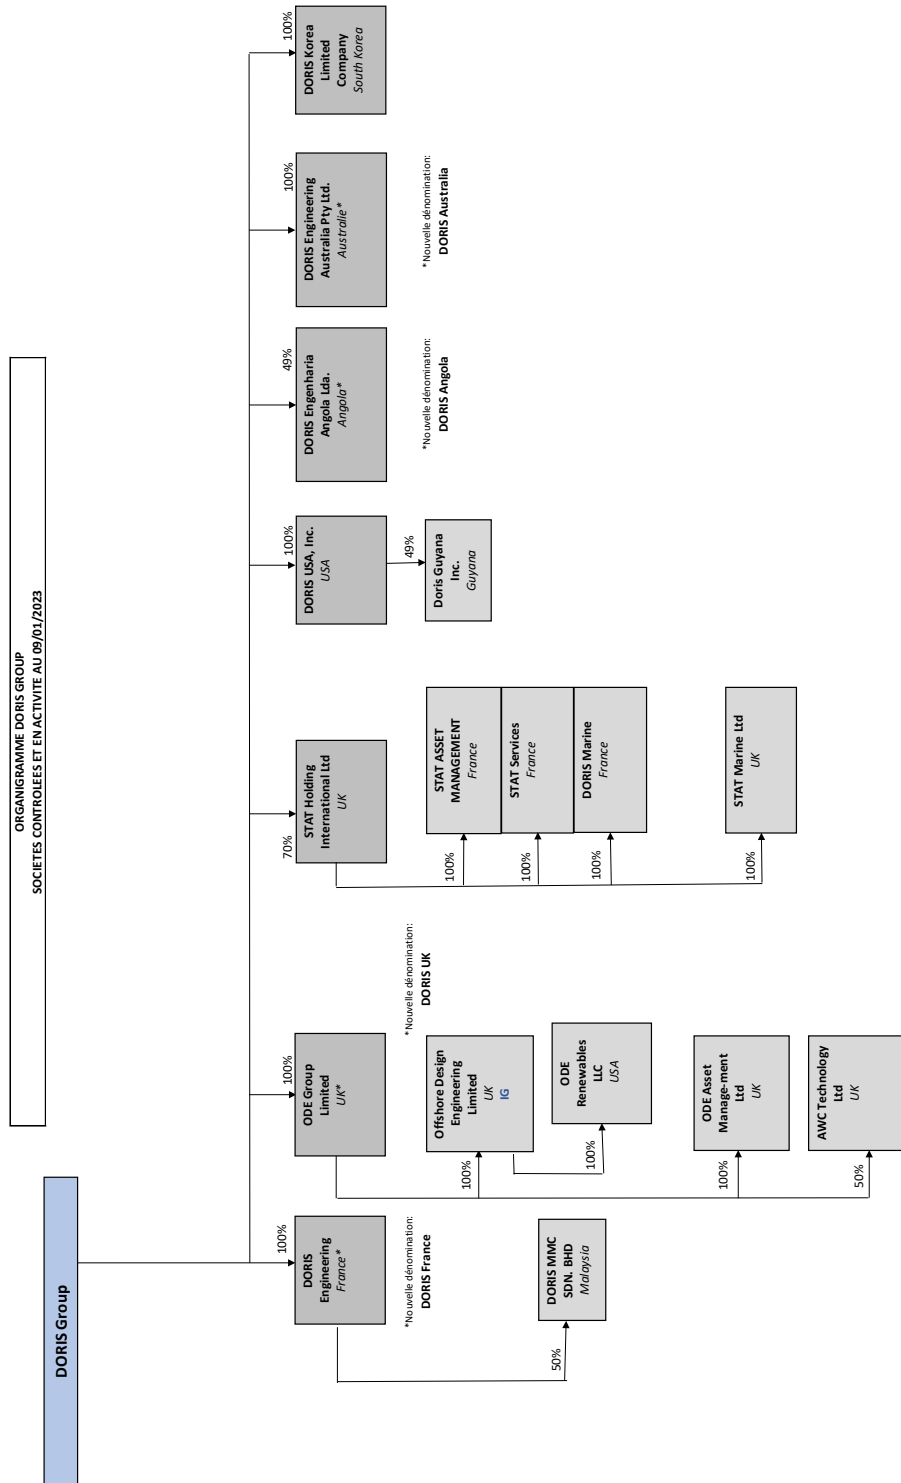 ORGANIGRAMME DORIS GROUP
SOCIETES CONTROLEES ET EN ACTIVITE AU 09/01/2023
DORIS Group
100%
DORIS
Engineering
France*
*Nouvelle dénomination:
DORIS France
50%
DORIS MMC
SDN. BHD
Malaysia
100%
ODE Group
Limited
UK*
*Nouvelle dénomination:
DORIS UK
100%
Offshore Design
Engineering
Limited
UK
IG
100%
ODE
Renewables
LLC
USA
100%
ODE Asset
Manage-ment
Ltd
UK
50%
AWC Technology
Ltd
UK
70%
STAT Holding
International Ltd
UK
100%
STAT ASSET
MANAGEMENT
France
100%
STAT Services
France
100%
DORIS Marine
France
100%
STAT Marine Ltd
UK
100%
DORIS USA, Inc.
USA
49%
Doris Guyana
Inc.
Guyana
49%
DORIS Engenharia
Angola Lda.
Angola*
*Nouvelle dénomination:
DORIS Angola
100%
DORIS Engineering
Australia Pty Ltd.
Australie*
*Nouvelle dénomination:
DORIS Australia
100%
DORIS Korea
Limited
Company
South Korea